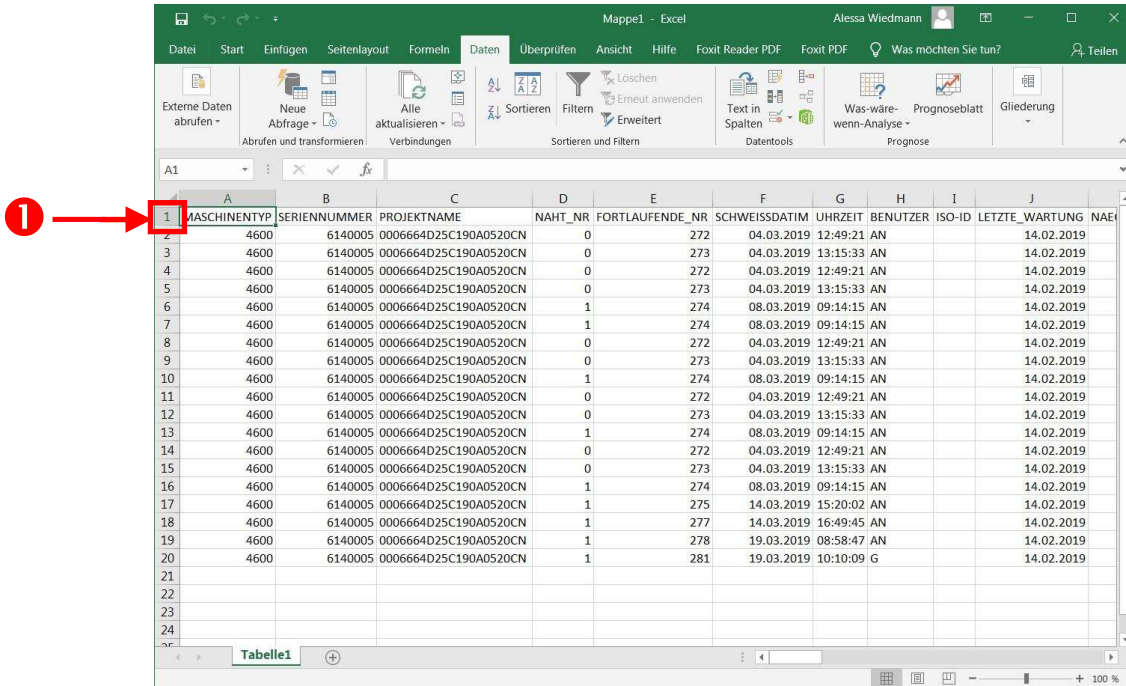 Mappe1 - Excel
Alessa Wiedmann
Datei Start Einfügen Seitenlayout Formeln Daten Überprüfen Ansicht Hilfe Foxit Reader PDF Foxit PDF Was möchten Sie tun? Teilen
Externe Daten abrufen
Neue Abfrage
Alle aktualisieren
Sortieren
Filtern
Löschen
Erneut anwenden
Erweitert
Text in Spalten
Was-wäre-wenn-Analyse
Prognoseblatt
Gliederung
Abrufen und transformieren Verbindungen Sortieren und Filtern Datentools Prognose
A1 fx
A B C D E F G H I J
1
1 MASCHINENTYP SERIENNUMMER PROJEKTNAME NAHT_NR FORTLAUFENDE_NR SCHWEISSDATIM UHRZEIT BENUTZER ISO-ID LETZTE_WARTUNG NAE
2 4600 6140005 0006664D25C190A0520CN 0 272 04.03.2019 12:49:21 AN 14.02.2019
3 4600 6140005 0006664D25C190A0520CN 0 273 04.03.2019 13:15:33 AN 14.02.2019
4 4600 6140005 0006664D25C190A0520CN 0 272 04.03.2019 12:49:21 AN 14.02.2019
5 4600 6140005 0006664D25C190A0520CN 0 273 04.03.2019 13:15:33 AN 14.02.2019
6 4600 6140005 0006664D25C190A0520CN 1 274 08.03.2019 09:14:15 AN 14.02.2019
7 4600 6140005 0006664D25C190A0520CN 1 274 08.03.2019 09:14:15 AN 14.02.2019
8 4600 6140005 0006664D25C190A0520CN 0 272 04.03.2019 12:49:21 AN 14.02.2019
9 4600 6140005 0006664D25C190A0520CN 0 273 04.03.2019 13:15:33 AN 14.02.2019
10 4600 6140005 0006664D25C190A0520CN 1 274 08.03.2019 09:14:15 AN 14.02.2019
11 4600 6140005 0006664D25C190A0520CN 0 272 04.03.2019 12:49:21 AN 14.02.2019
12 4600 6140005 0006664D25C190A0520CN 0 273 04.03.2019 13:15:33 AN 14.02.2019
13 4600 6140005 0006664D25C190A0520CN 1 274 08.03.2019 09:14:15 AN 14.02.2019
14 4600 6140005 0006664D25C190A0520CN 0 272 04.03.2019 12:49:21 AN 14.02.2019
15 4600 6140005 0006664D25C190A0520CN 0 273 04.03.2019 13:15:33 AN 14.02.2019
16 4600 6140005 0006664D25C190A0520CN 1 274 08.03.2019 09:14:15 AN 14.02.2019
17 4600 6140005 0006664D25C190A0520CN 1 275 14.03.2019 15:20:02 AN 14.02.2019
18 4600 6140005 0006664D25C190A0520CN 1 277 14.03.2019 16:49:45 AN 14.02.2019
19 4600 6140005 0006664D25C190A0520CN 1 278 19.03.2019 08:58:47 AN 14.02.2019
20 4600 6140005 0006664D25C190A0520CN 1 281 19.03.2019 10:10:09 G 14.02.2019
21
22
23
24
Tabelle1
100 %